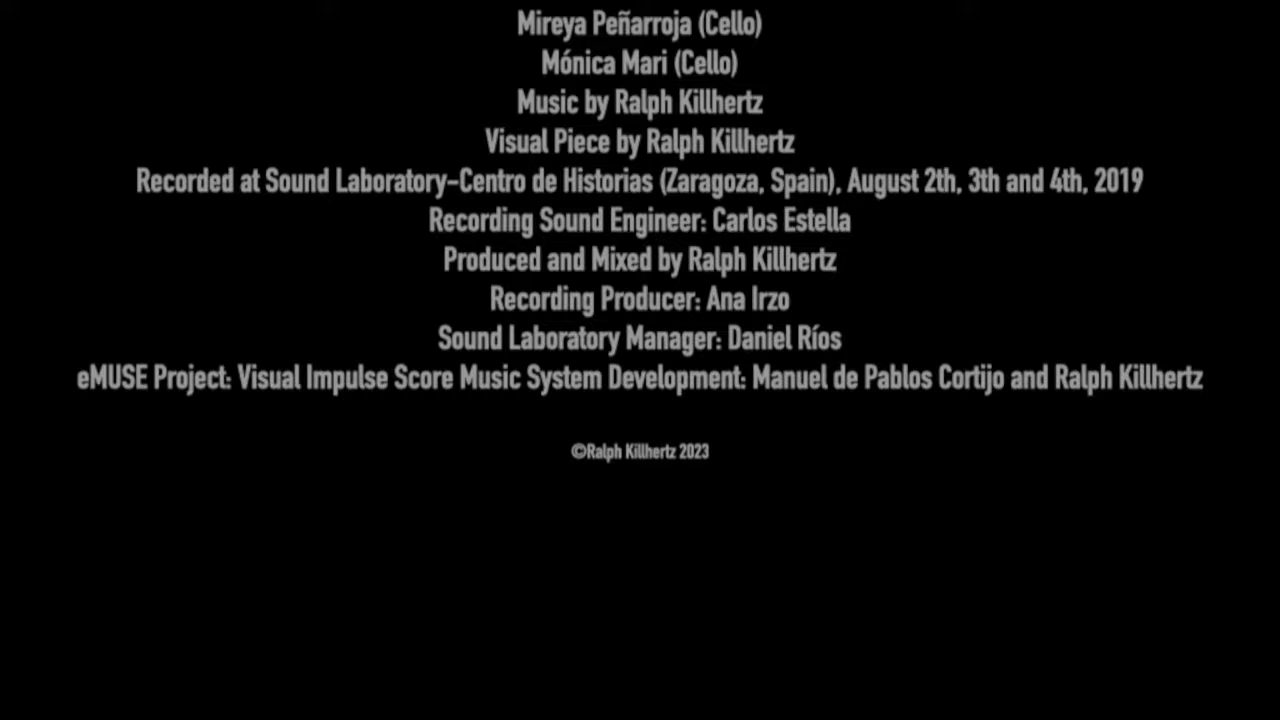 Mireya Peñarroja (Cello)
Mónica Mari (Cello)
Music by Ralph Killhertz
Visual Piece by Ralph Killhertz
Recorded at Sound Laboratory-Centro de Historias (Zaragoza, Spain), August 2th, 3th and 4th, 2019
Recording Sound Engineer: Carlos Estella
Produced and Mixed by Ralph Killhertz
Recording Producer: Ana Irzo
Sound Laboratory Manager: Daniel Ríos
eMUSE Project: Visual Impulse Score Music System Development: Manuel de Pablos Cortijo and Ralph Killhertz
©Ralph Killhertz 2023